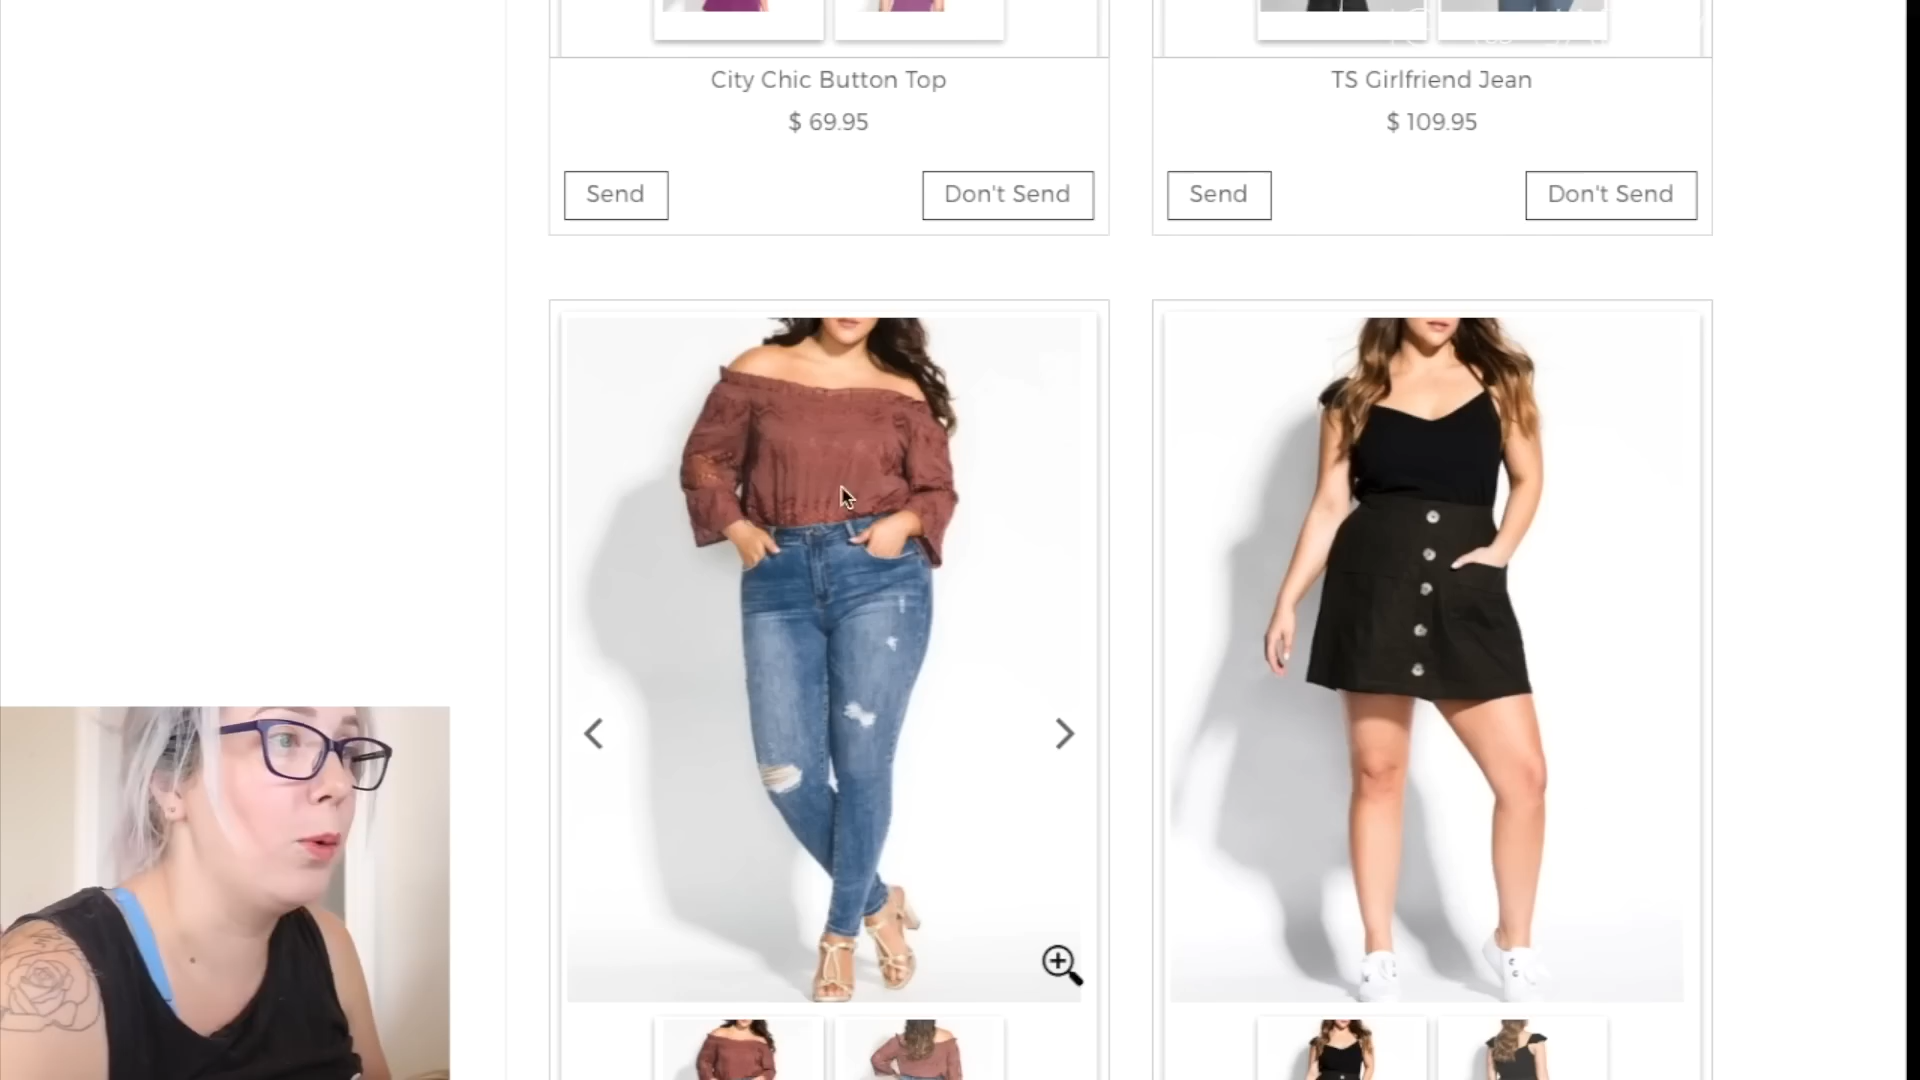 City Chic Button Top
$ 69.95
Send
Don't Send
TS Girlfriend Jean
$ 109.95
Send
Don't Send